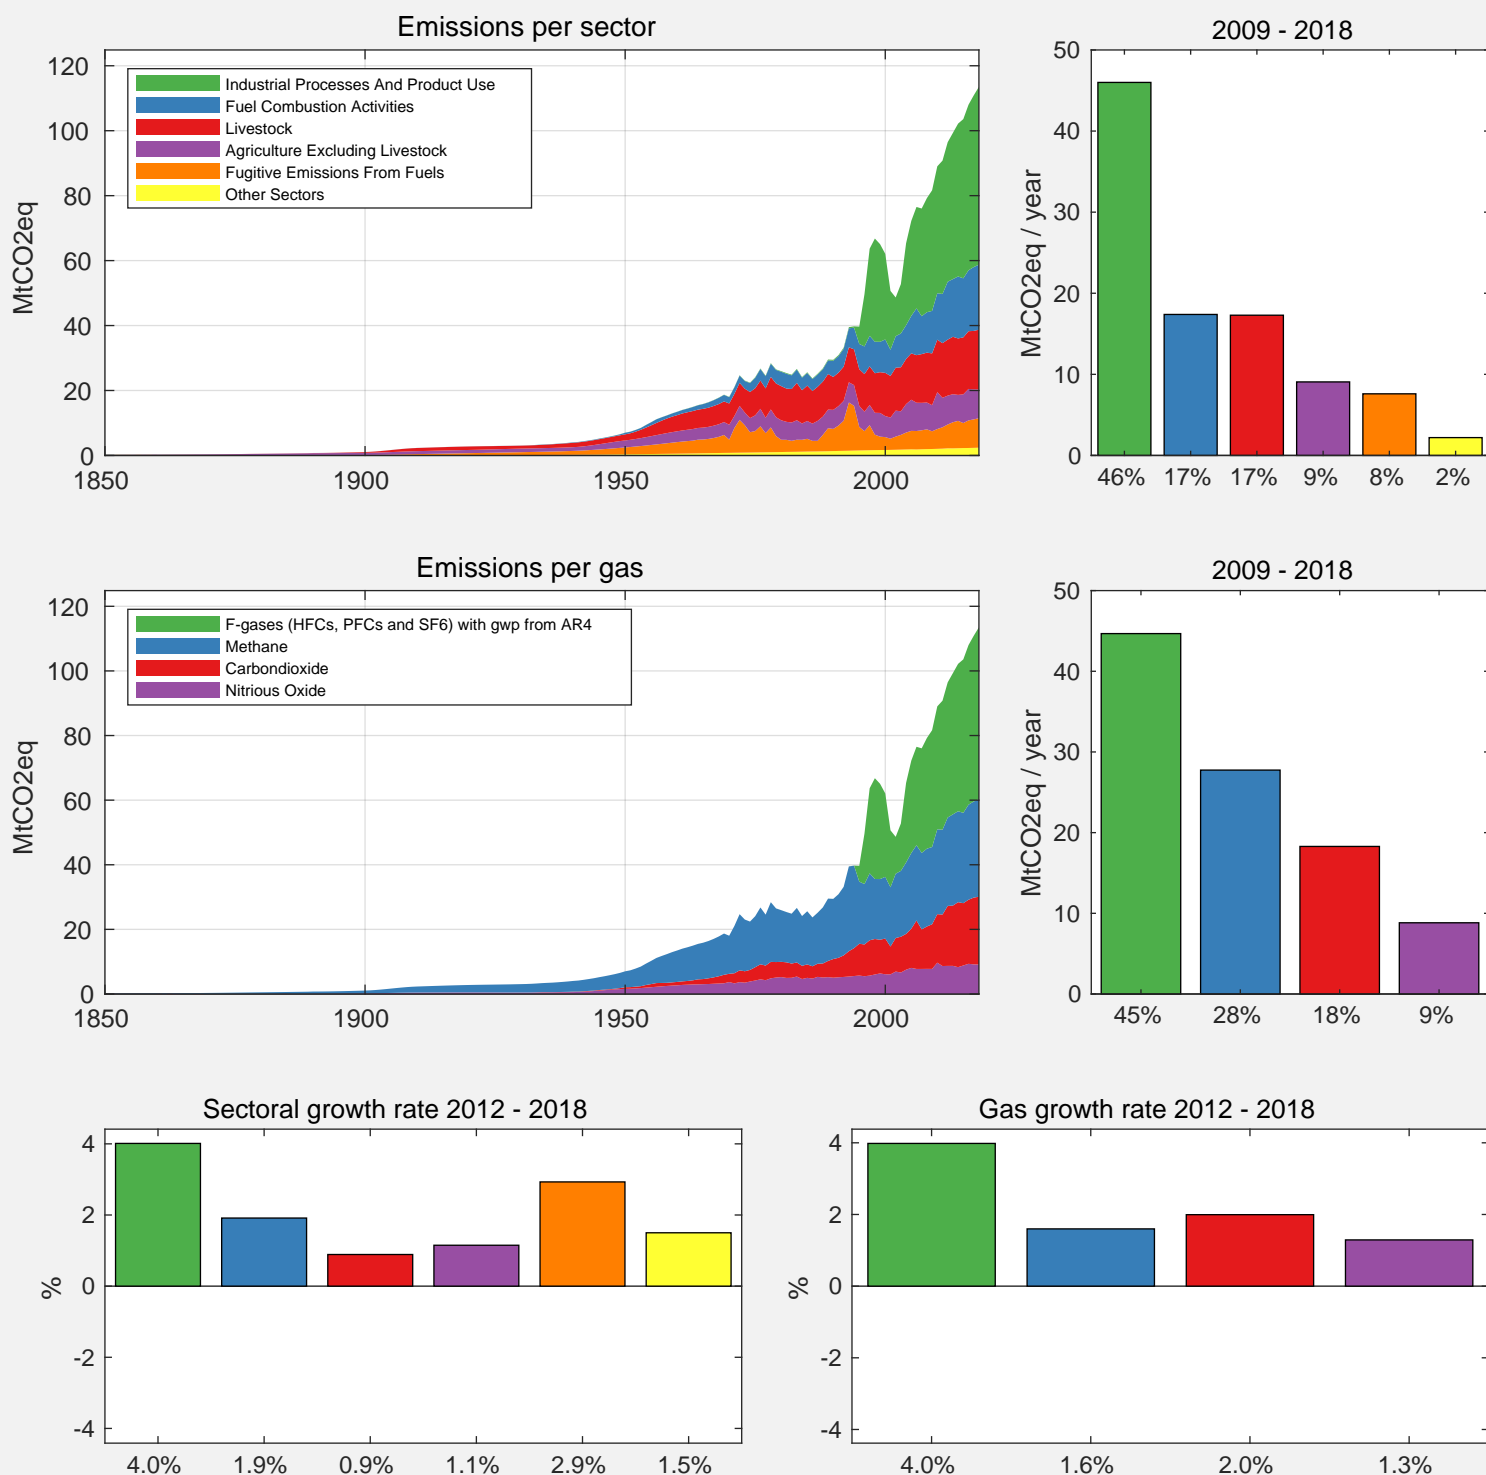 Emissions per sector
MtCO2eq
120
100
80
60
40
20
0
1850
1900
1950
2000
Industrial Processes And Product Use
Fuel Combustion Activities
Livestock
Agriculture Excluding Livestock
Fugitive Emissions From Fuels
Other Sectors
2009 - 2018
MtCO2eq / year
50
40
30
20
10
0
46% 17% 17% 9% 8% 2%
Emissions per gas
MtCO2eq
120
100
80
60
40
20
0
1850
1900
1950
2000
F-gases (HFCs, PFCs and SF6) with gwp from AR4
Methane
Carbondioxide
Nitrious Oxide
2009 - 2018
MtCO2eq / year
50
40
30
20
10
0
45% 28% 18% 9%
Sectoral growth rate 2012 - 2018
%
4
2
0
-2
-4
4.0% 1.9% 0.9% 1.1% 2.9% 1.5%
Gas growth rate 2012 - 2018
%
4
2
0
-2
-4
4.0% 1.6% 2.0% 1.3%